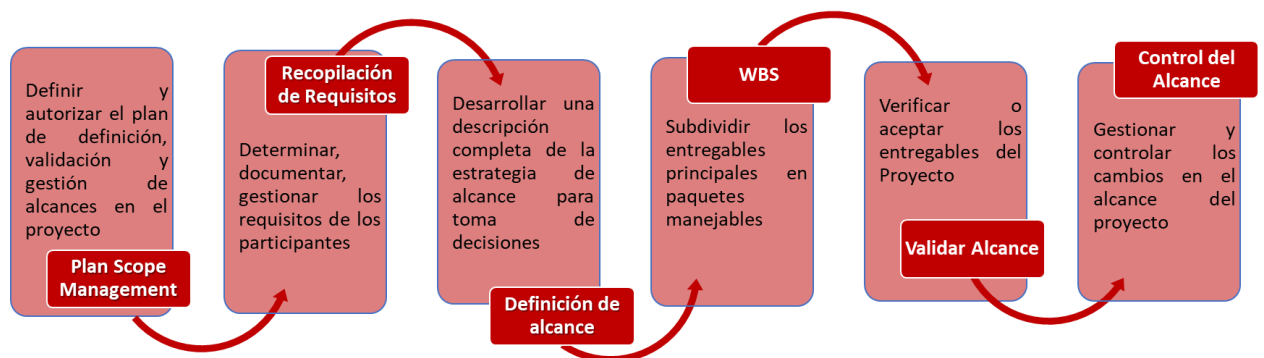 Definir y
autorizar el plan
de definición,
validación y
gestión de
alcances en el
proyecto
Plan Scope
Management
Recopilación
de Requisitos
Determinar,
documentar,
gestionar los
requisitos de los
participantes
Desarrollar una
descripción
completa de la
estrategia de
alcance para
toma de
decisiones
Definición de
alcance
WBS
Subdividir los
entregables
principales en
paquetes
manejables
Verificar o
aceptar los
entregables del
Proyecto
Validar Alcance
Control del
Alcance
Gestionar y
controlar los
cambios en el
alcance del
proyecto